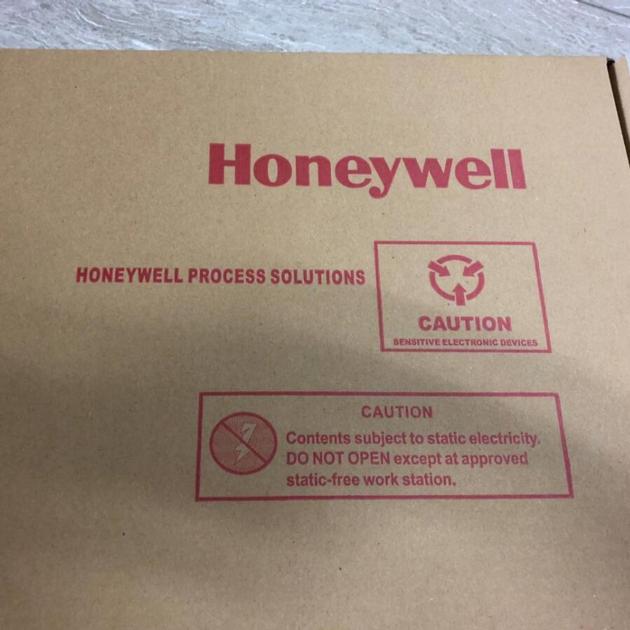 Honeywell
HONEYWELL PROCESS SOLUTIONS
CAUTION
SENSITIVE ELECTRONIC DEVICES
CAUTION
Contents subject to static electricity.
DO NOT OPEN except at approved
static-free work station.